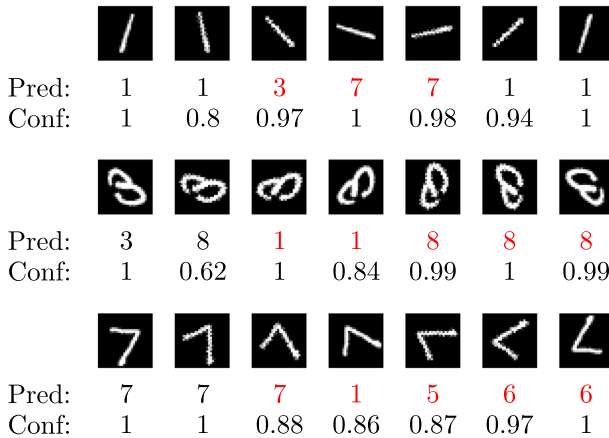 Pred: 1 1 3 7 7 1 1
Conf: 1 0.8 0.97 1 0.98 0.94 1
Pred: 3 8 1 1 8 8 8
Conf: 1 0.62 1 0.84 0.99 1 0.99
Pred: 7 7 7 1 5 6 6
Conf: 1 1 0.88 0.86 0.87 0.97 1